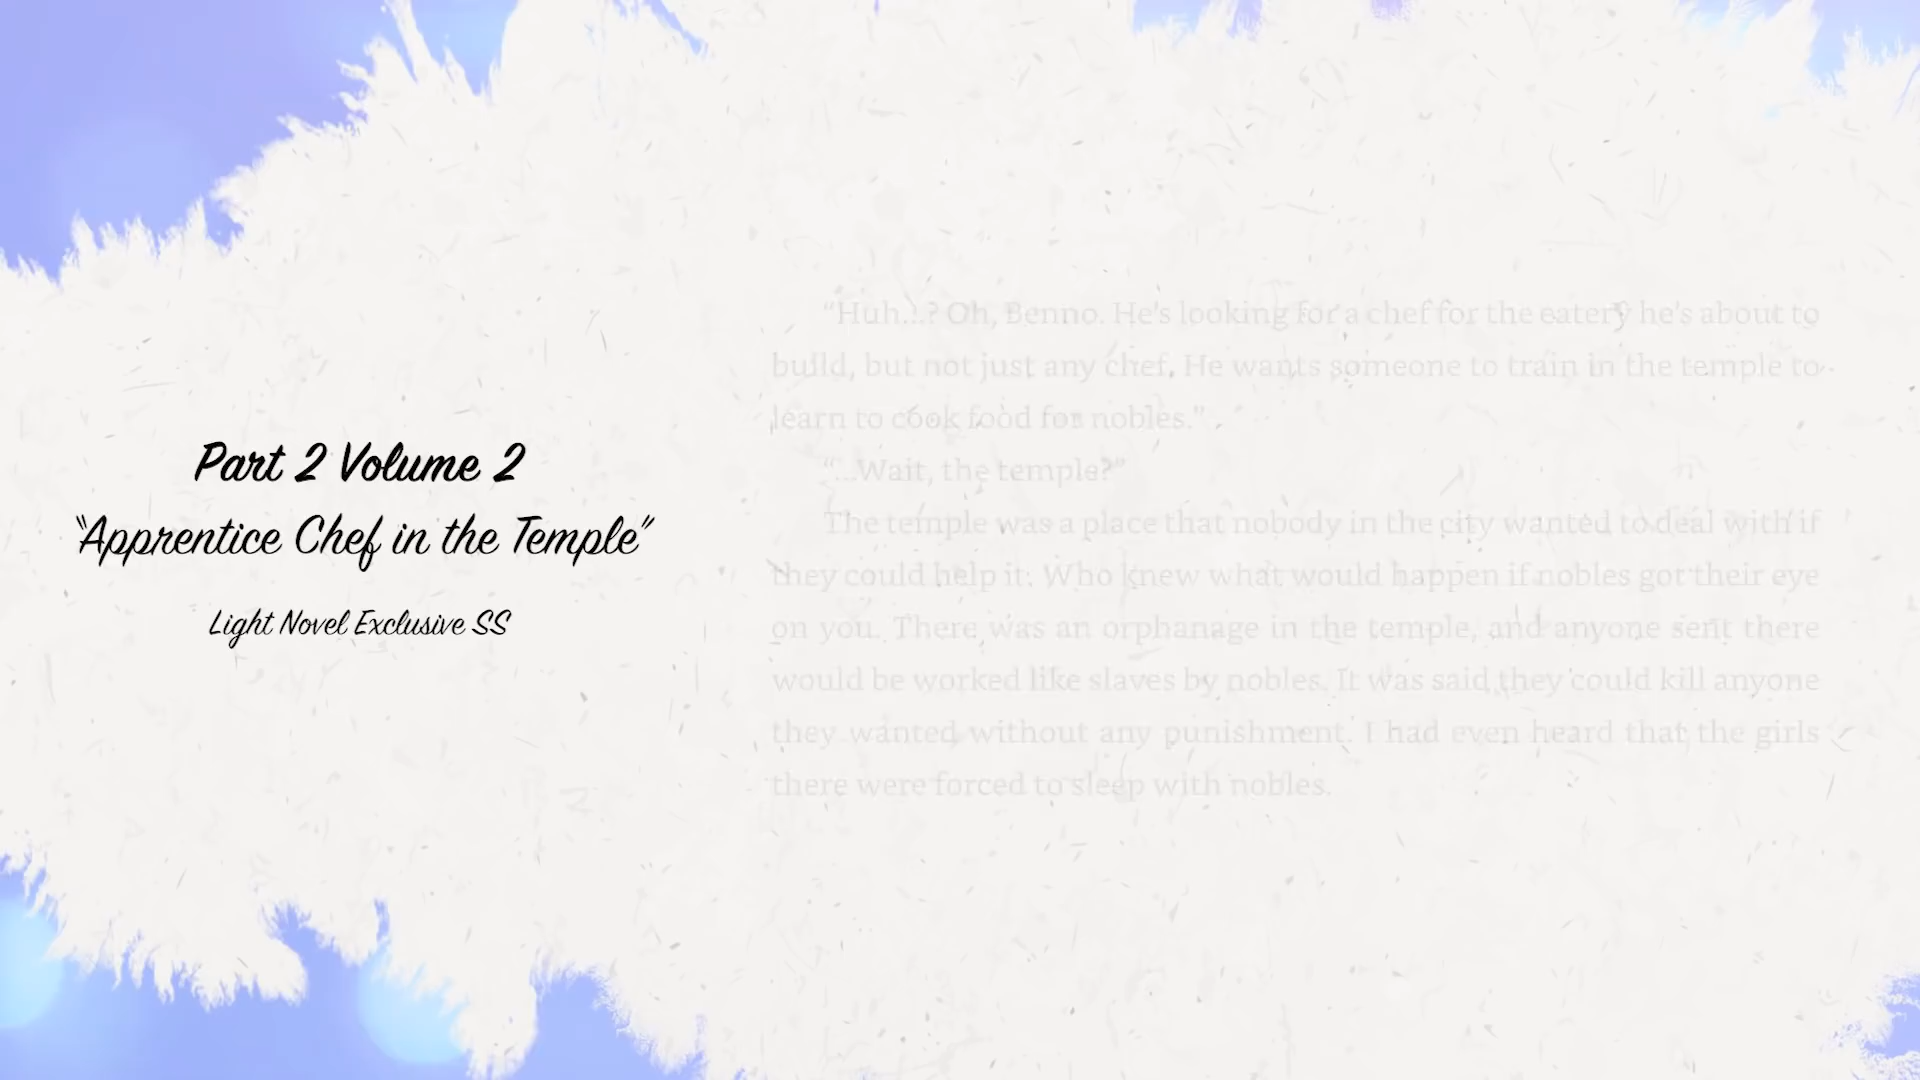 Part 2 Volume 2
"Apprentice Chef in the Temple"
Light Novel Exclusive SS
“Huh...? Oh, Benno. He's looking for a chef for the eatery he's about to
build, but not just any chef. He wants someone to train in the temple to
learn to cook food for nobles.”
“...Wait, the temple?”
The temple was a place that nobody in the city wanted to deal with if
they could help it. Who knew what would happen if nobles got their eye
on you. There was an orphanage in the temple, and anyone sent there
would be worked like slaves by nobles. It was said they could kill anyone
they wanted without any punishment. I had even heard that the girls
there were forced to sleep with nobles.